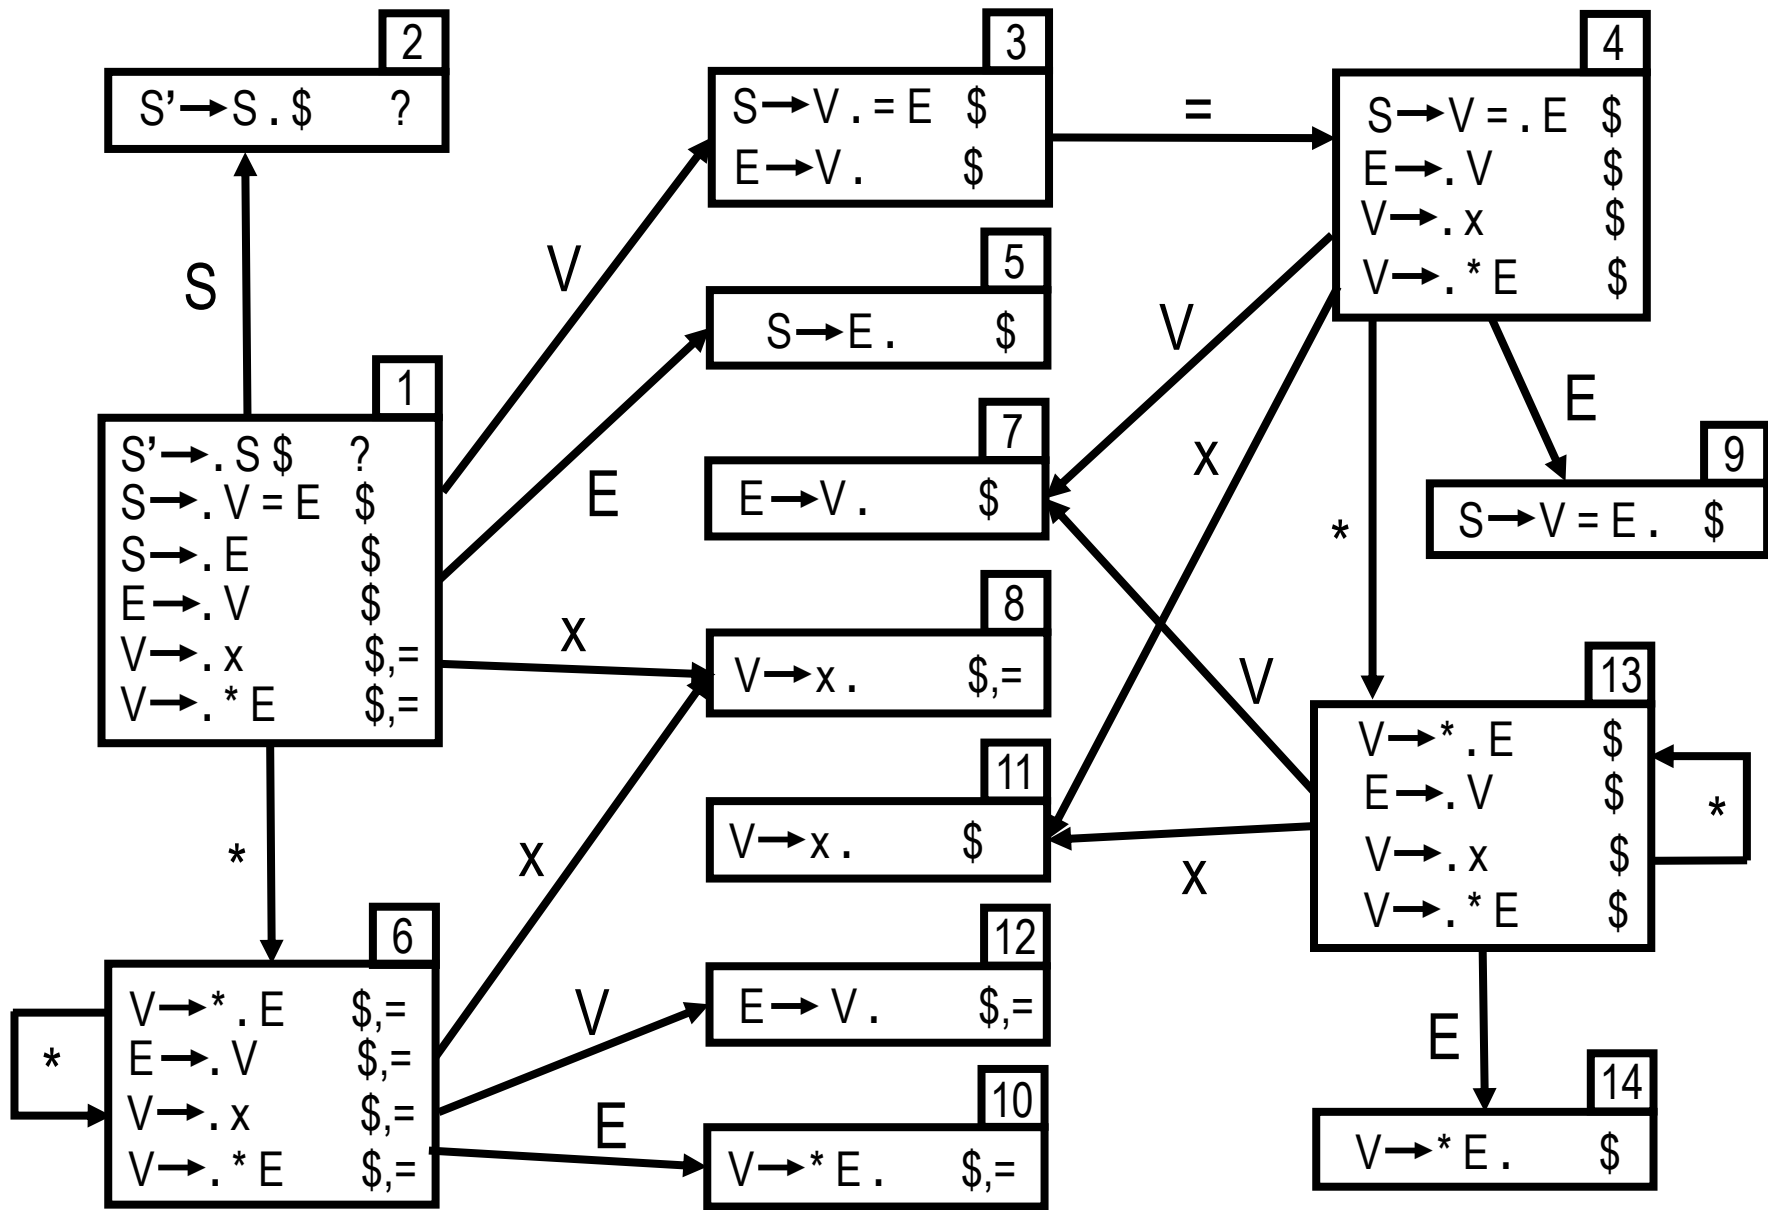 2
S'→S.$ ?
3
S→V.=E $
E→V. $
=
4
S→V=.E $
E→.V $
V→.x $
V→.*E $
S
V
5
S→E. $
E
1
S'→.S$ ?
S→.V=E $
S→.E $
E→.V $
V→.x $,=
V→.*E $,=
7
E→V. $
V
x
*
E
9
S→V=E. $
x
8
V→x. $,=
V
11
V→x. $
x
13
V→*.E $
E→.V $
V→.x $
V→.*E $
*
*
x
6
V→*.E $,=
E→.V $,=
V→.x $,=
V→.*E $,=
*
V
12
E→V. $,=
E
10
V→*E. $,=
E
14
V→*E. $